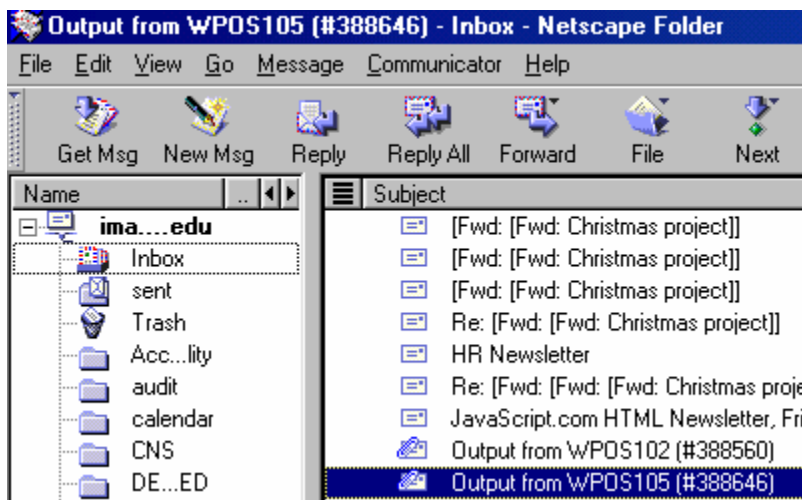 Output from WPOS105 (#388646) - Inbox - Netscape Folder
File Edit View Go Message Communicator Help
Get Msg New Msg Reply Reply All Forward File Next
Name .. Subject
ima....edu
Inbox
sent
Trash
Acc...lity
audit
calendar
CNS
DE...ED
[Fwd: [Fwd: Christmas project]]
[Fwd: [Fwd: Christmas project]]
[Fwd: [Fwd: Christmas project]]
Re: [Fwd: [Fwd: Christmas project]]
HR Newsletter
Re: [Fwd: [Fwd: [Fwd: Christmas proje
JavaScript.com HTML Newsletter, Fri
Output from WPOS102 (#388560)
Output from WPOS105 (#388646)